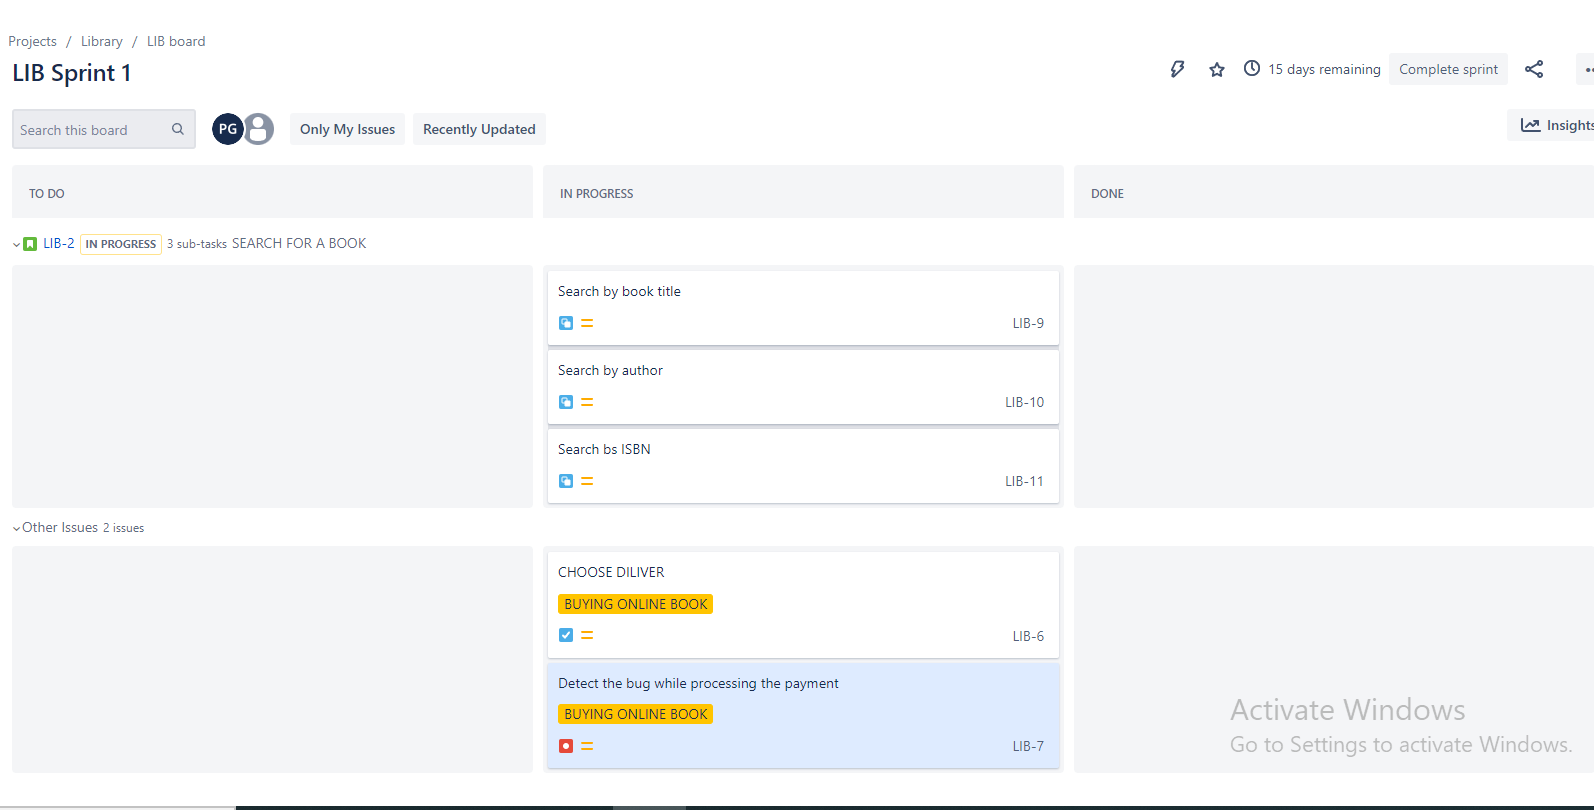 Projects / Library / LIB board
LIB Sprint 1
15 days remaining
Complete sprint
Search this board
PG
Only My Issues
Recently Updated
Insights
TO DO
IN PROGRESS
DONE
LIB-2 IN PROGRESS 3 sub-tasks SEARCH FOR A BOOK
Search by book title
LIB-9
Search by author
LIB-10
Search bs ISBN
LIB-11
Other Issues 2 issues
CHOOSE DILIVER
BUYING ONLINE BOOK
LIB-6
Detect the bug while processing the payment
BUYING ONLINE BOOK
LIB-7
Activate Windows
Go to Settings to activate Windows.